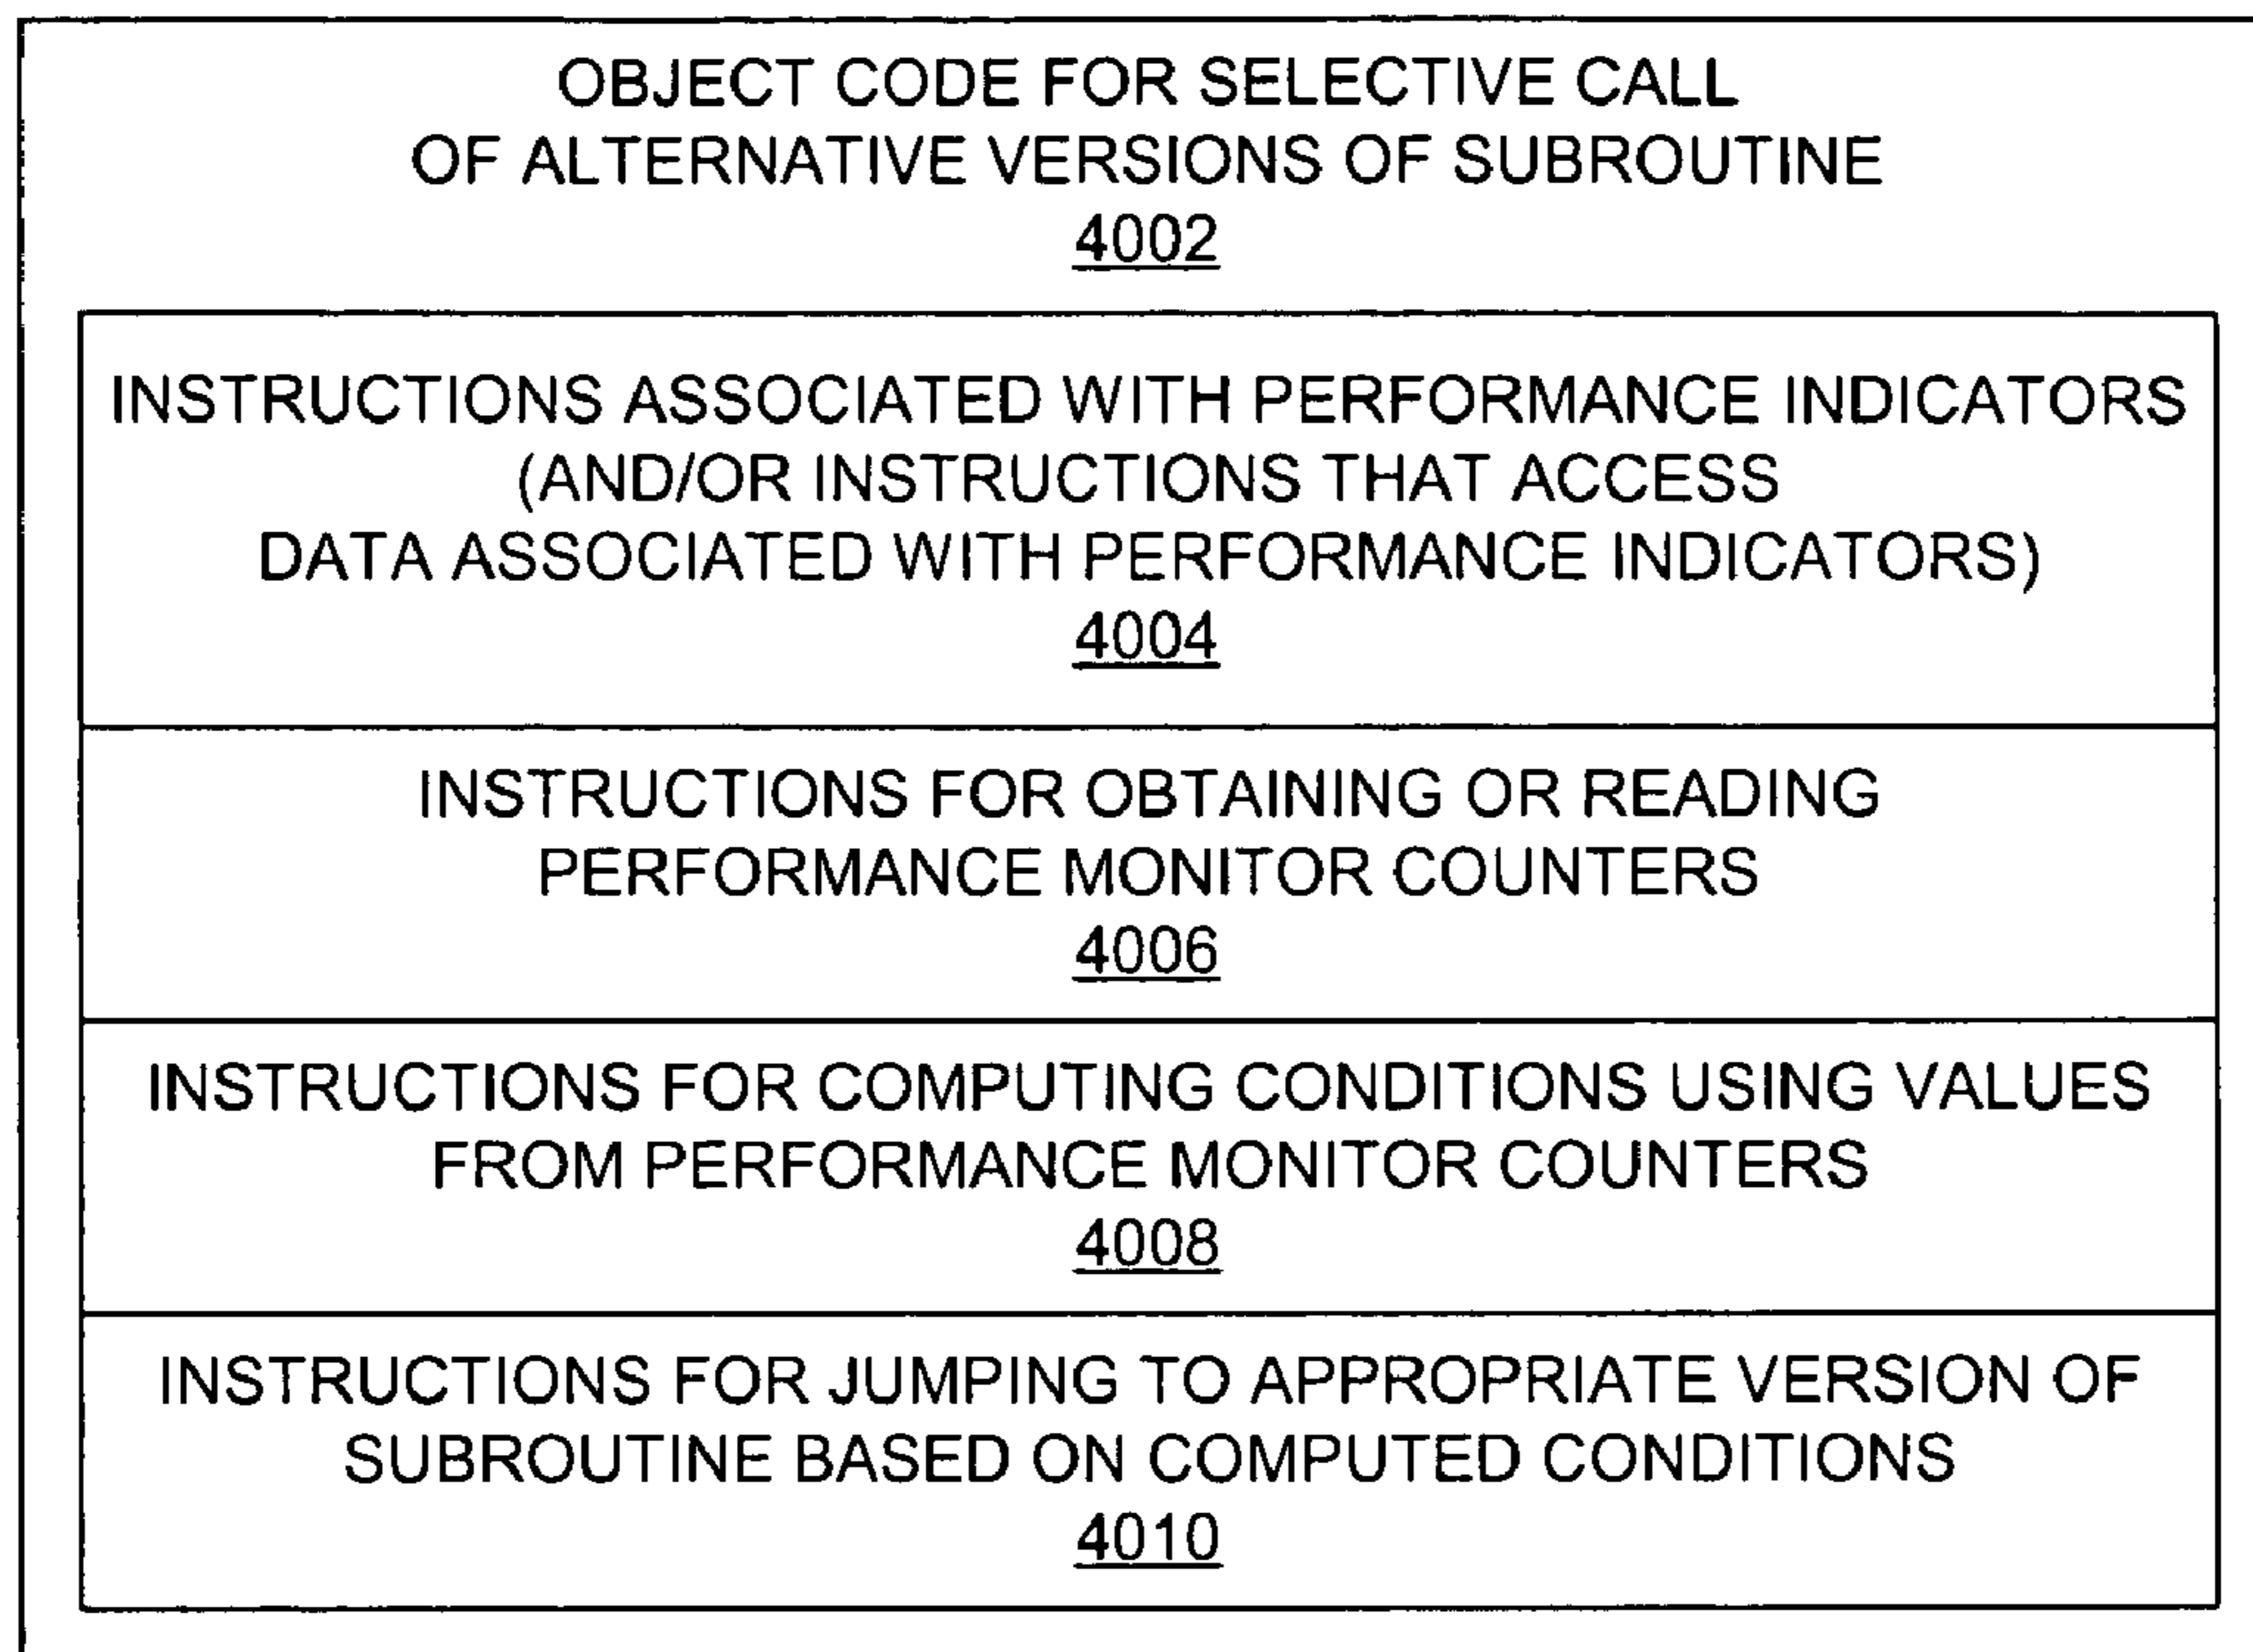 OBJECT CODE FOR SELECTIVE CALL
OF ALTERNATIVE VERSIONS OF SUBROUTINE
4002
INSTRUCTIONS ASSOCIATED WITH PERFORMANCE INDICATORS
(AND/OR INSTRUCTIONS THAT ACCESS
DATA ASSOCIATED WITH PERFORMANCE INDICATORS)
4004
INSTRUCTIONS FOR OBTAINING OR READING
PERFORMANCE MONITOR COUNTERS
4006
INSTRUCTIONS FOR COMPUTING CONDITIONS USING VALUES
FROM PERFORMANCE MONITOR COUNTERS
4008
INSTRUCTIONS FOR JUMPING TO APPROPRIATE VERSION OF
SUBROUTINE BASED ON COMPUTED CONDITIONS
4010